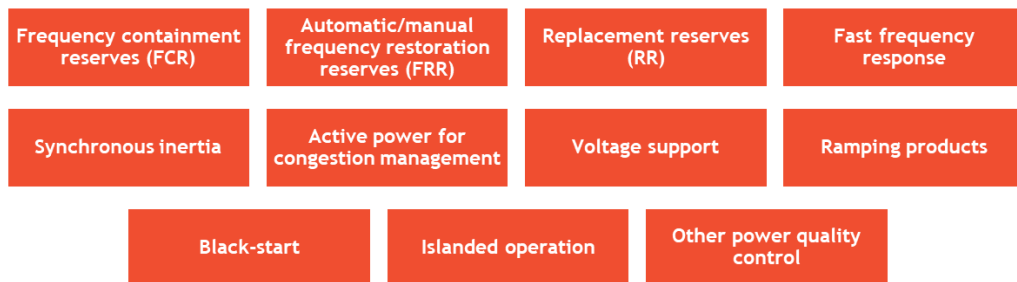 Frequency containment
reserves (FCR)
Automatic/manual
frequency restoration
reserves (FRR)
Replacement reserves
(RR)
Fast frequency
response
Synchronous inertia
Active power for
congestion management
Voltage support
Ramping products
Black-start
Islanded operation
Other power quality
control